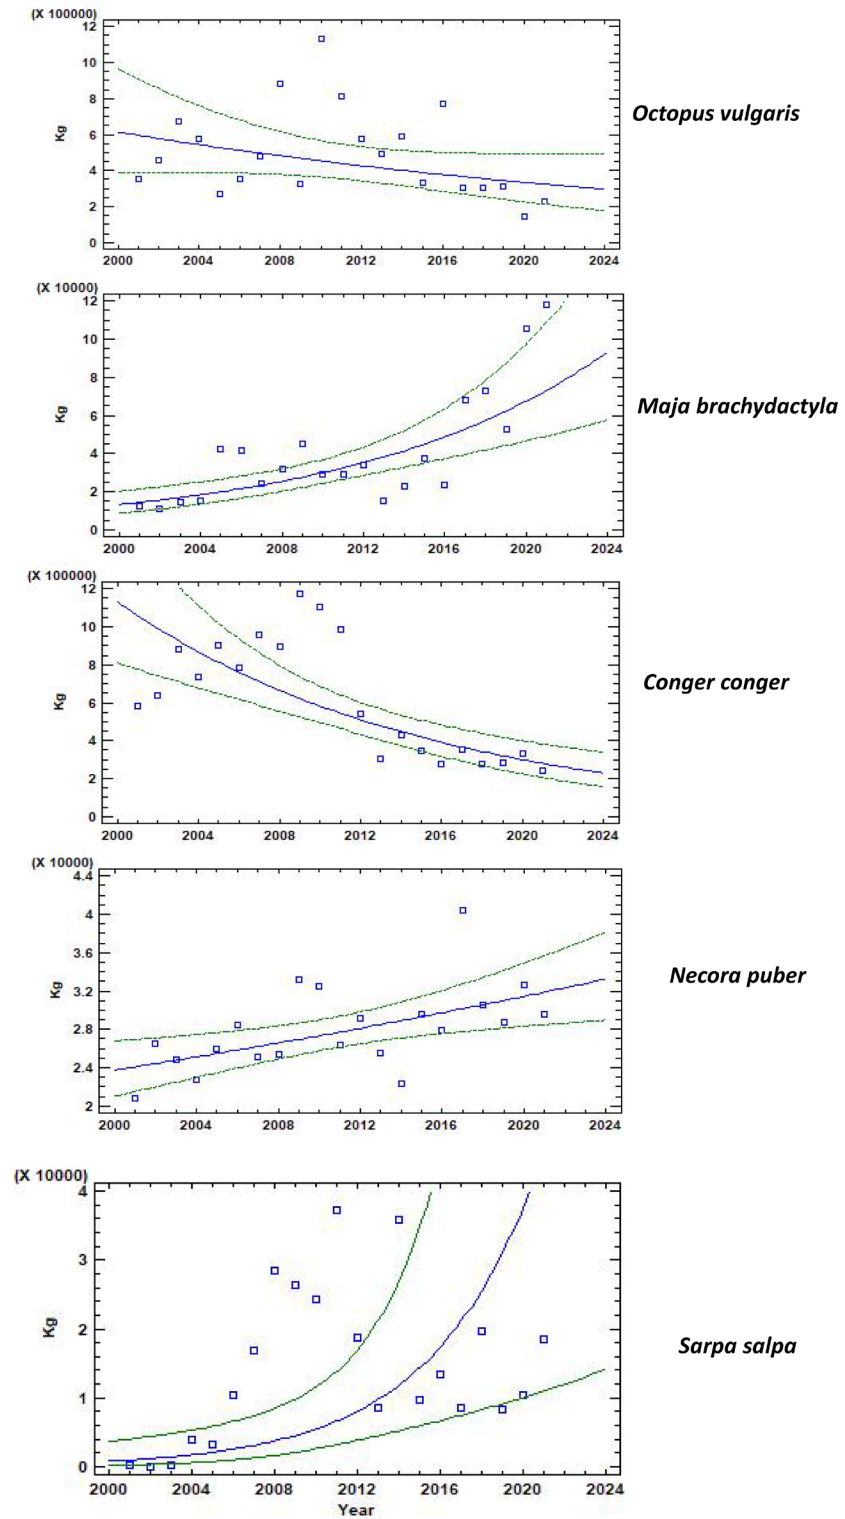 (X 100000)
12
10
8
6
4
2
0
Kg
2000 2004 2008 2012 2016 2020 2024
Octopus vulgaris
(X 10000)
12
10
8
6
4
2
0
Kg
2000 2004 2008 2012 2016 2020 2024
Maja brachydactyla
(X 100000)
12
10
8
6
4
2
0
Kg
2000 2004 2008 2012 2016 2020 2024
Conger conger
(X 10000)
4.4
4
3.6
3.2
2.8
2.4
2
Kg
2000 2004 2008 2012 2016 2020 2024
Necora puber
(X 10000)
4
3
2
1
0
Kg
2000 2004 2008 2012 2016 2020 2024
Year
Sarpa salpa